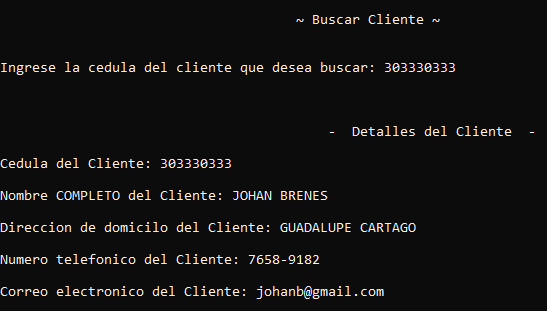 ~ Buscar Cliente ~
Ingrese la cedula del cliente que desea buscar: 303330333
-  Detalles del Cliente  -
Cedula del Cliente: 303330333
Nombre COMPLETO del Cliente: JOHAN BRENES
Direccion de domicilo del Cliente: GUADALUPE CARTAGO
Numero telefonico del Cliente: 7658-9182
Correo electronico del Cliente: johanb@gmail.com